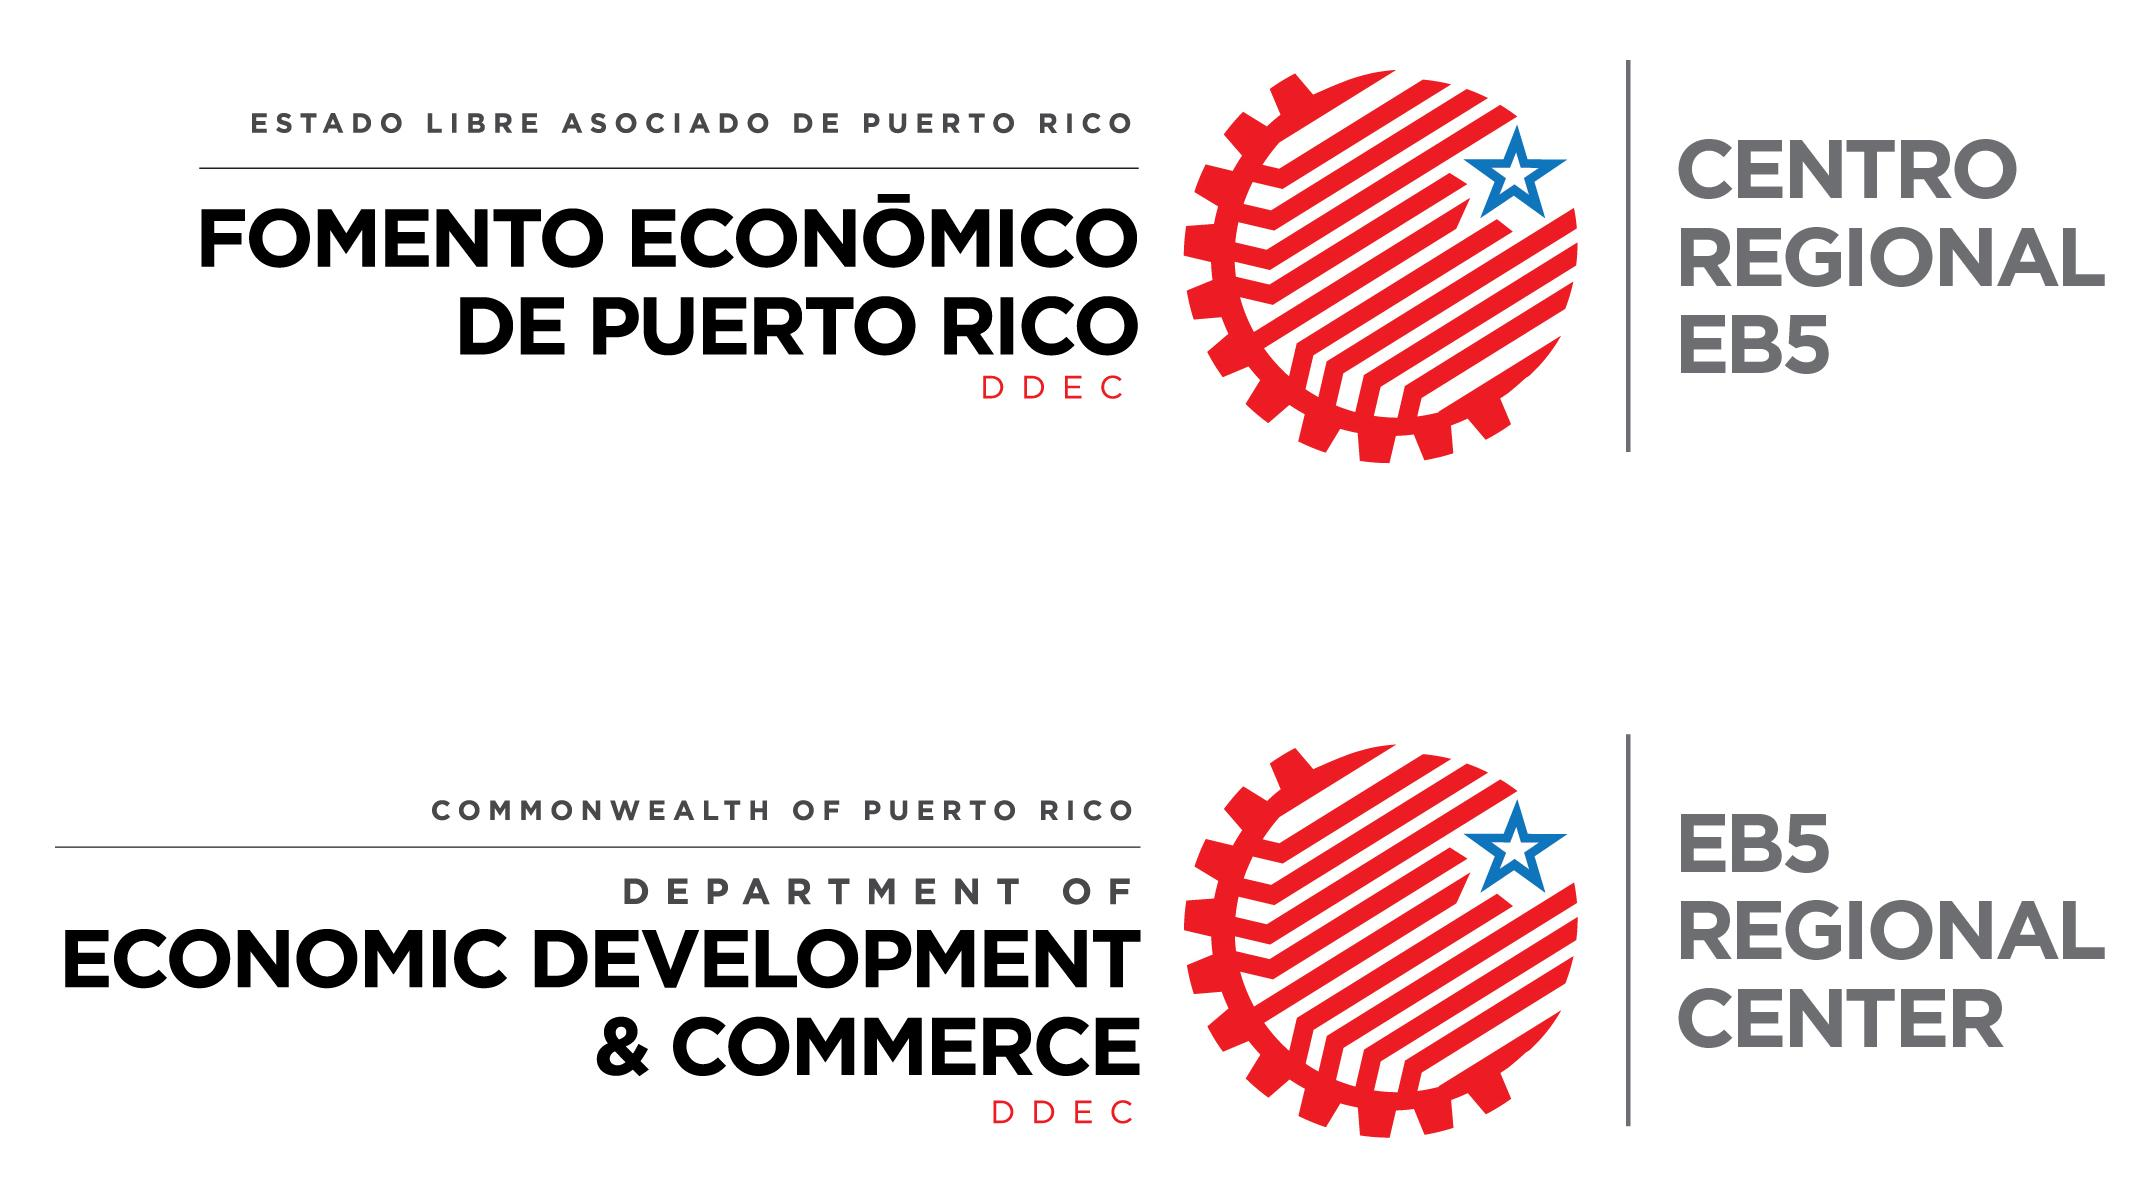 ESTADO LIBRE ASOCIADO DE PUERTO RICO
FOMENTO ECONŌMICO
DE PUERTO RICO
DDEC
CENTRO
REGIONAL
EB5
COMMONWEALTH OF PUERTO RICO
DEPARTMENT OF
ECONOMIC DEVELOPMENT
& COMMERCE
DDEC
EB5
REGIONAL
CENTER